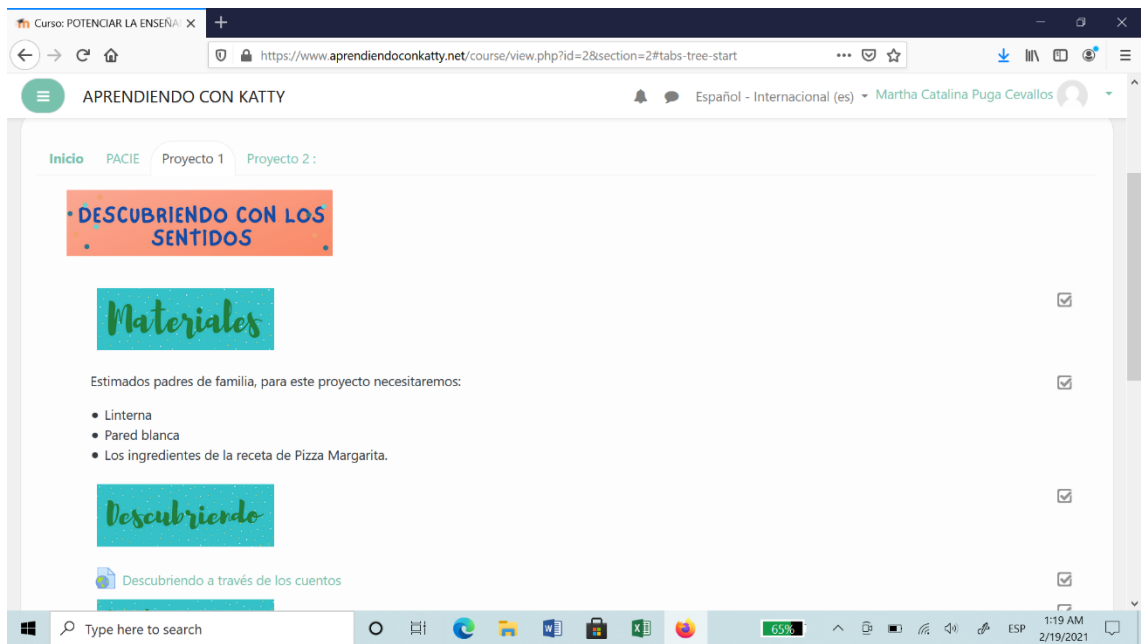 Curso: POTENCIAR LA ENSEÑA
https://www.aprendiendoconkatty.net/course/view.php?id=2&section=2#tabs-tree-start
APRENDIENDO CON KATTY
Español - Internacional (es)
Martha Catalina Puga Cevallos
Inicio PACIE Proyecto 1 Proyecto 2 :
DESCUBRIENDO CON LOS
SENTIDOS
Materiales
Estimados padres de familia, para este proyecto necesitaremos:
• Linterna
• Pared blanca
• Los ingredientes de la receta de Pizza Margarita.
Descubriendo
Descubriendo a través de los cuentos
Type here to search
65%
ESP
1:19 AM
2/19/2021